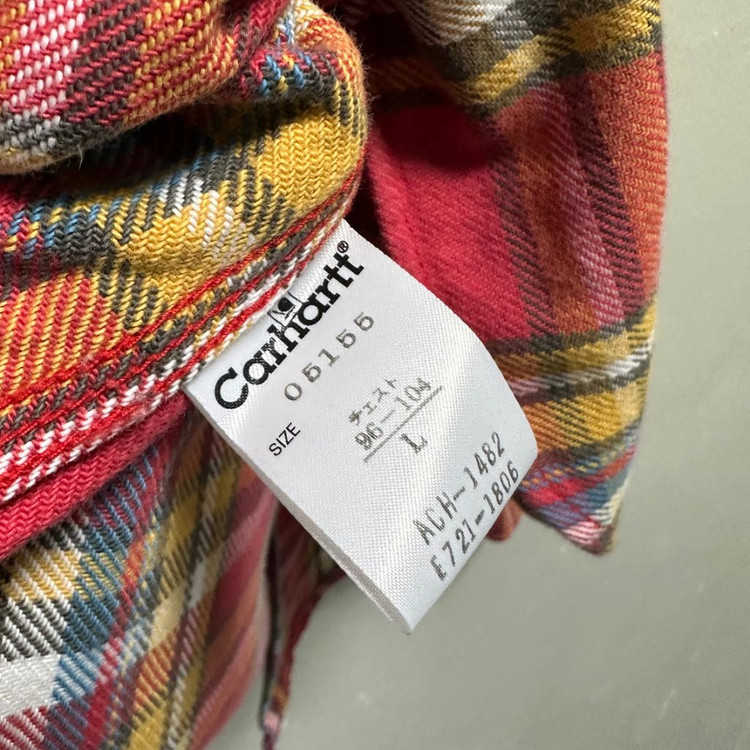 Carhartt®
05155
SIZE
チェスト
96-104
L
ACH-1482
E721-1806